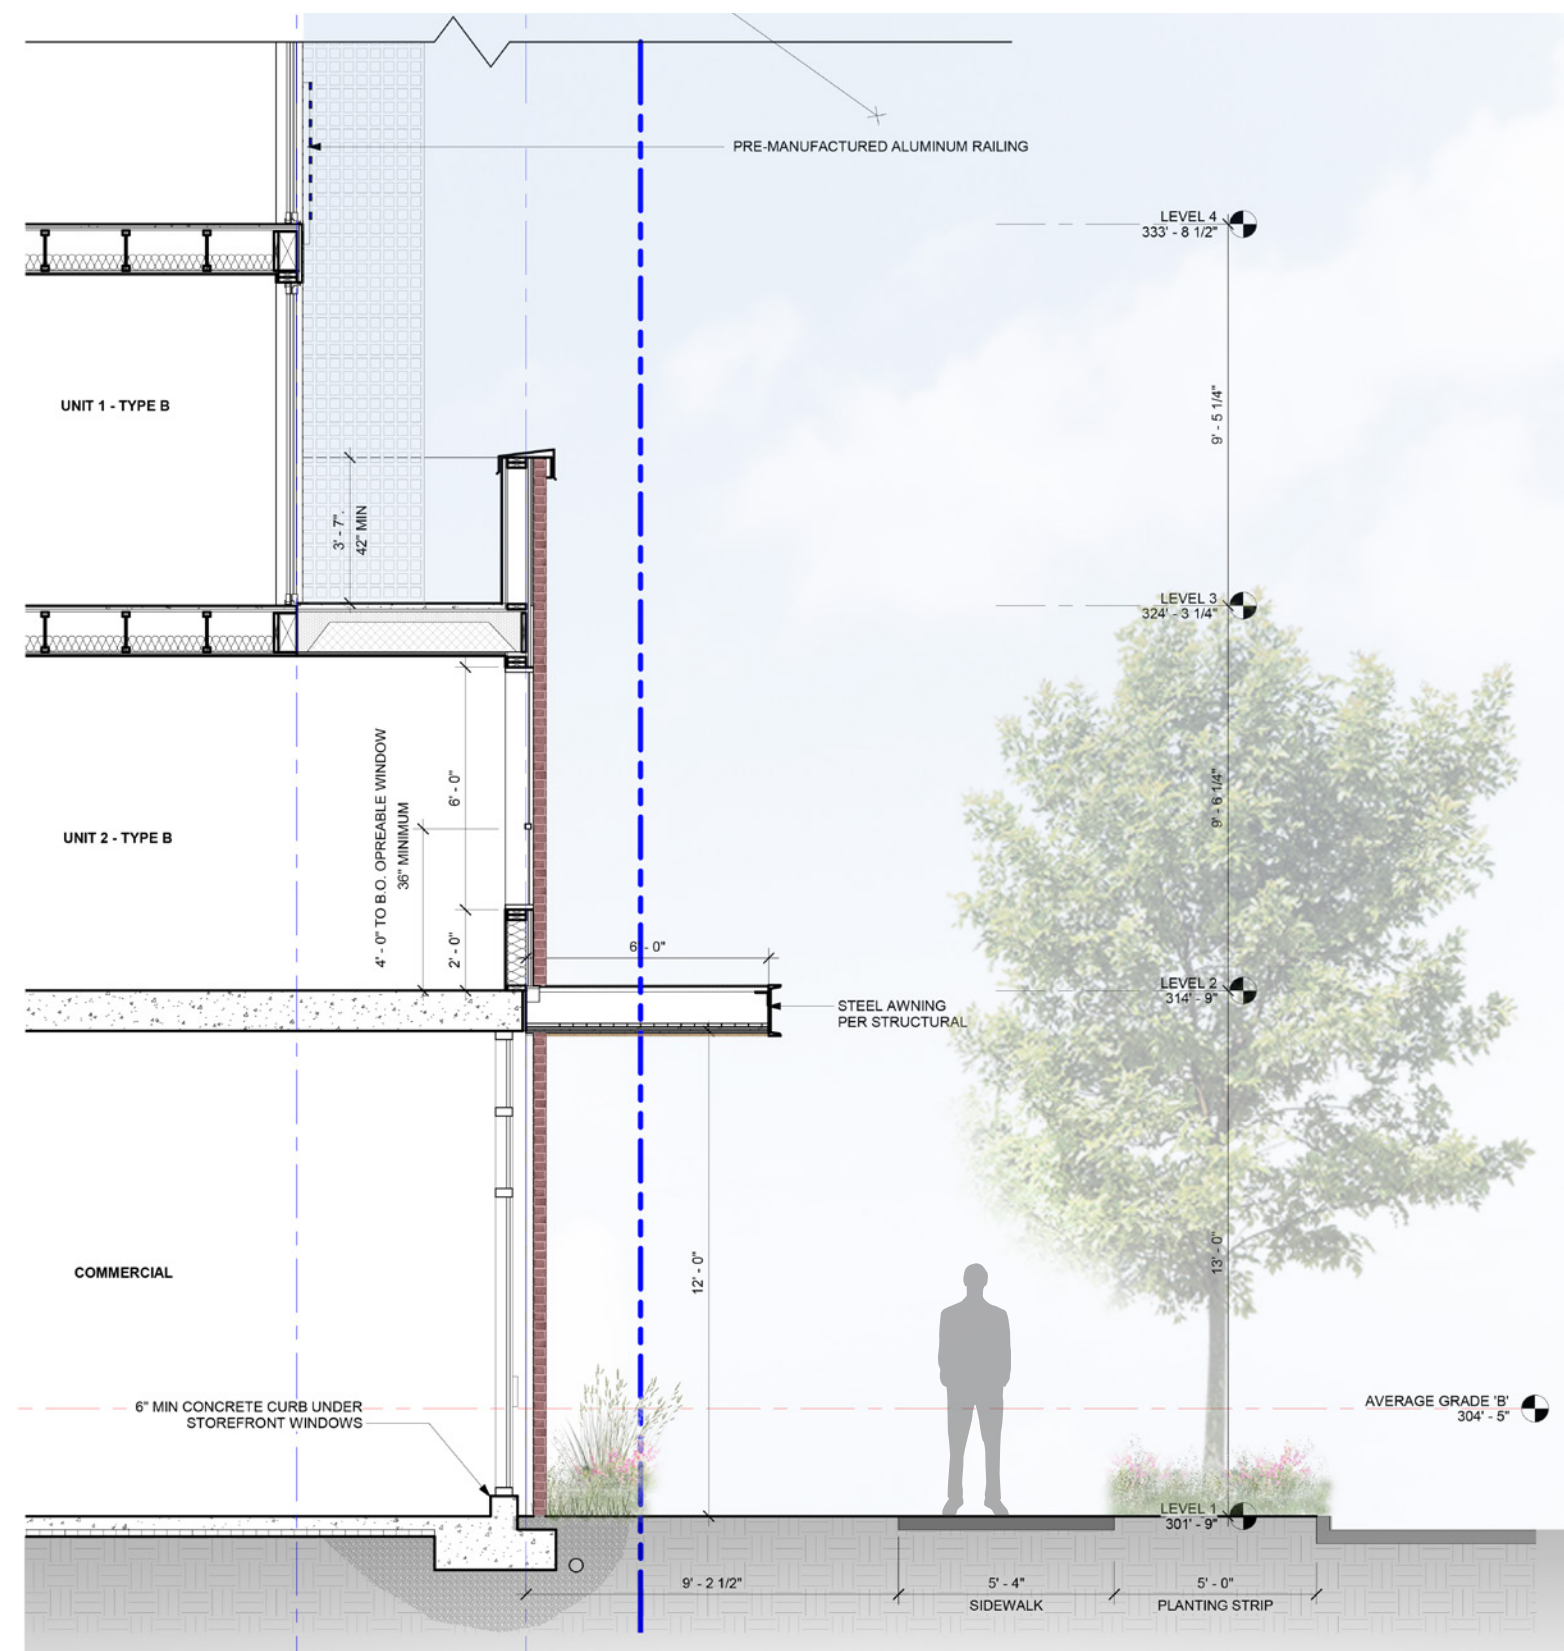 PRE-MANUFACTURED ALUMINUM RAILING
LEVEL 4
333' - 8 1/2"
9' - 5 1/4"
UNIT 1 - TYPE B
3' - 7"
42" MIN
LEVEL 3
324' - 3 1/4"
9' - 6 1/4"
UNIT 2 - TYPE B
4' - 0" TO B.O. OPREABLE WINDOW
36" MINIMUM
6' - 0"
2' - 0"
6' - 0"
STEEL AWNING
PER STRUCTURAL
LEVEL 2
314' - 9"
13' - 0"
12' - 0"
COMMERCIAL
6" MIN CONCRETE CURB UNDER
STOREFRONT WINDOWS
AVERAGE GRADE 'B'
304' - 5"
LEVEL 1
301' - 9"
9' - 2 1/2"
5' - 4"
SIDEWALK
5' - 0"
PLANTING STRIP